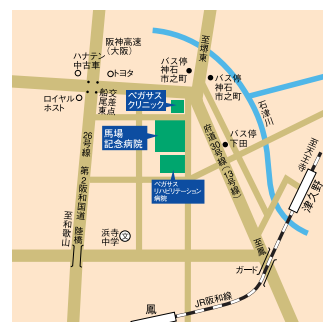 阪神高速
(大阪)
ハナテン
中古車
トヨタ
バス停
神石
市之町
至堺東
バス停
神石
市之町
ロイヤル
ホスト
船尾東
交差点
ペガサス
クリニック
石津川
馬場
記念病院
府道30号線(13号線)
バス停
下田
至天王寺
26号線
第2阪和国道
陸橋
ペガサス
リハビリテーション
病院
津久野
至和歌山
浜寺
中学
文
至鳳
ガード
JR阪和線
鳳